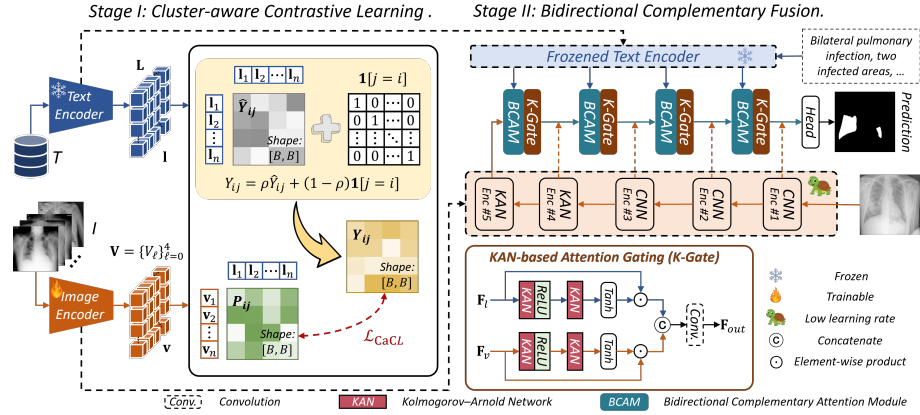 Stage I: Cluster-aware Contrastive Learning .
Stage II: Bidirectional Complementary Fusion.
L
Text
Encoder
T
l
I
V = {V_ℓ}_{ℓ=0}^{4}
Image
Encoder
v
l₁ l₂ ⋯ lₙ
l₁
l₂
⋮
lₙ
Ŷᵢⱼ
Shape:
[B, B]
1[j = i]
1 0 ⋯ 0
0 1 ⋯ 0
⋮ ⋮ ⋱ ⋮
0 0 ⋯ 1
Yᵢⱼ = ρŶᵢⱼ + (1 − ρ)1[j = i]
Yᵢⱼ
Shape:
[B, B]
l₁ l₂ ⋯ lₙ
v₁
v₂
⋮
vₙ
Pᵢⱼ
Shape:
[B, B]
ℒ_CaCL
Frozened Text Encoder
Bilateral pulmonary
infection, two
infected areas, ...
BCAM
K-Gate
BCAM
K-Gate
BCAM
K-Gate
BCAM
K-Gate
Head
Prediction
KAN
Enc #5
KAN
Enc #4
CNN
Enc #3
CNN
Enc #2
CNN
Enc #1
KAN-based Attention Gating (K-Gate)
F_l
KAN
ReLU
KAN
Tanh
F_v
KAN
ReLU
KAN
Tanh
C
Conv.
F_out
Frozen
Trainable
Low learning rate
C Concatenate
Element-wise product
Conv. Convolution
KAN Kolmogorov–Arnold Network
BCAM Bidirectional Complementary Attention Module